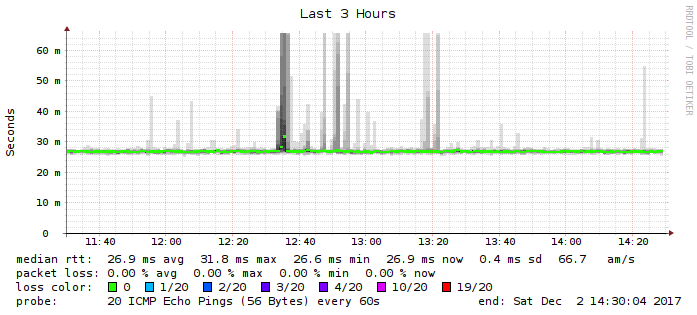 Last 3 Hours
RRDTOOL / TOBI OETIKER
Seconds
60 m
50 m
40 m
30 m
20 m
10 m
0
11:40 12:00 12:20 12:40 13:00 13:20 13:40 14:00 14:20
median rtt: 26.9 ms avg 31.8 ms max 26.6 ms min 26.9 ms now 0.4 ms sd 66.7 am/s
packet loss: 0.00 % avg 0.00 % max 0.00 % min 0.00 % now
loss color: 0 1/20 2/20 3/20 4/20 10/20 19/20
probe: 20 ICMP Echo Pings (56 Bytes) every 60s end: Sat Dec 2 14:30:04 2017